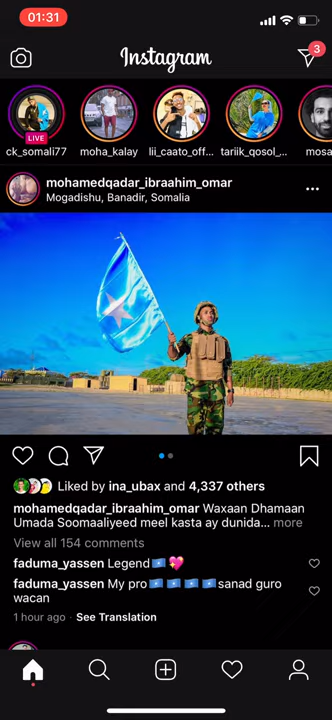 01:31
Instagram
3
LIVE
ck_somali77
moha_kalay
lii_caato_off...
tariik_qosol_...
mosa
mohamedqadar_ibraahim_omar
Mogadishu, Banadir, Somalia
Liked by ina_ubax and 4,337 others
mohamedqadar_ibraahim_omar Waxaan Dhamaan
Umada Soomaaliyeed meel kasta ay dunida... more
View all 154 comments
faduma_yassen Legend🇸🇴💖
faduma_yassen My pro🇸🇴🇸🇴🇸🇴🇸🇴sanad guro
wacan
1 hour ago · See Translation